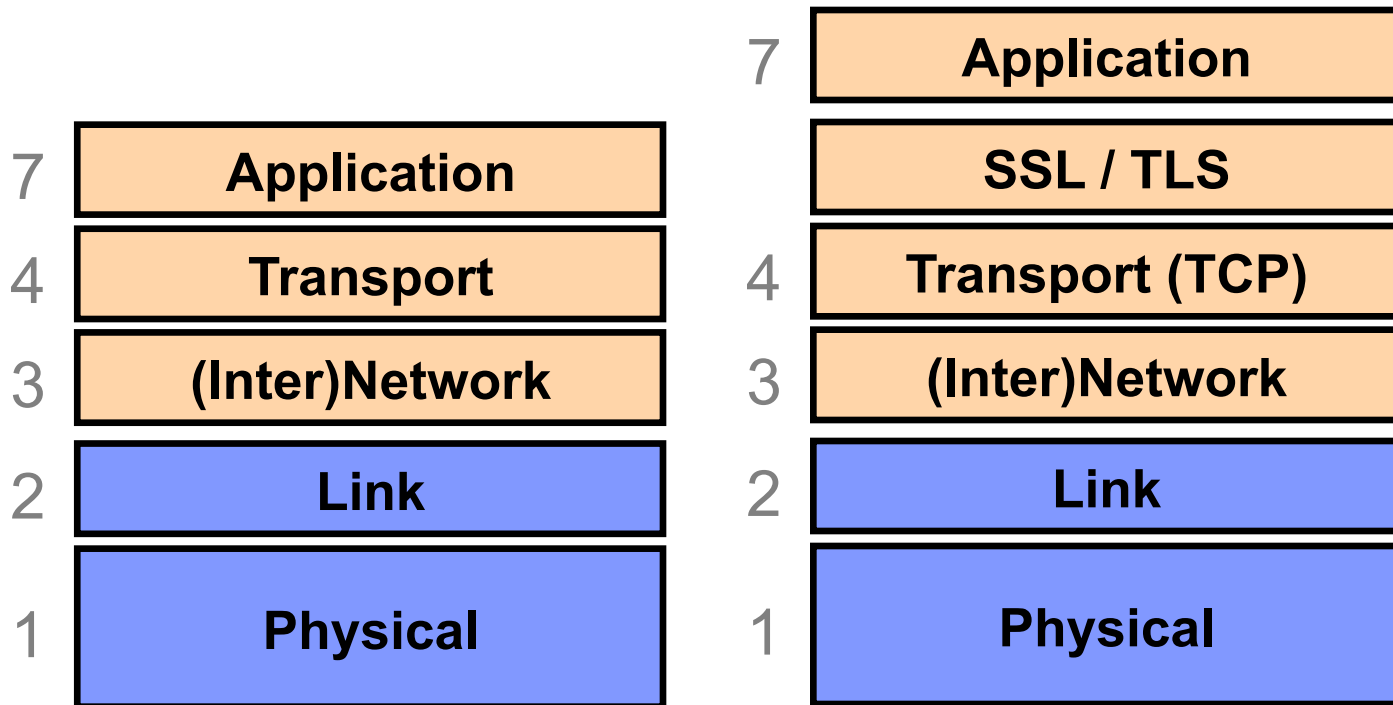 7 Application
4 Transport
3 (Inter)Network
2 Link
1 Physical
7 Application
SSL / TLS
4 Transport (TCP)
3 (Inter)Network
2 Link
1 Physical